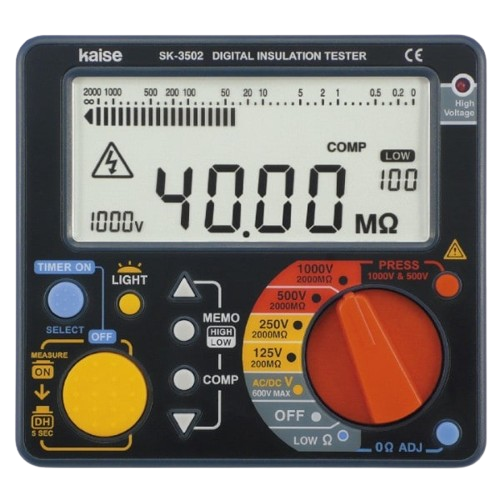 kaise SK-3502 DIGITAL INSULATION TESTER CE
2000 1000 500 200 100 50 20 10 5 2 1 0.5 0.2 0
∞
High
Voltage
COMP LOW
100
40.00 MΩ
1000V
TIMER ON
LIGHT
SELECT
OFF
MEASURE
ON
DH
5 SEC
MEMO
HIGH
LOW
COMP
PRESS
1000V & 500V
1000V
2000MΩ
500V
2000MΩ
250V
2000MΩ
125V
200MΩ
AC/DC V
600V MAX
OFF
LOW Ω
0Ω ADJ